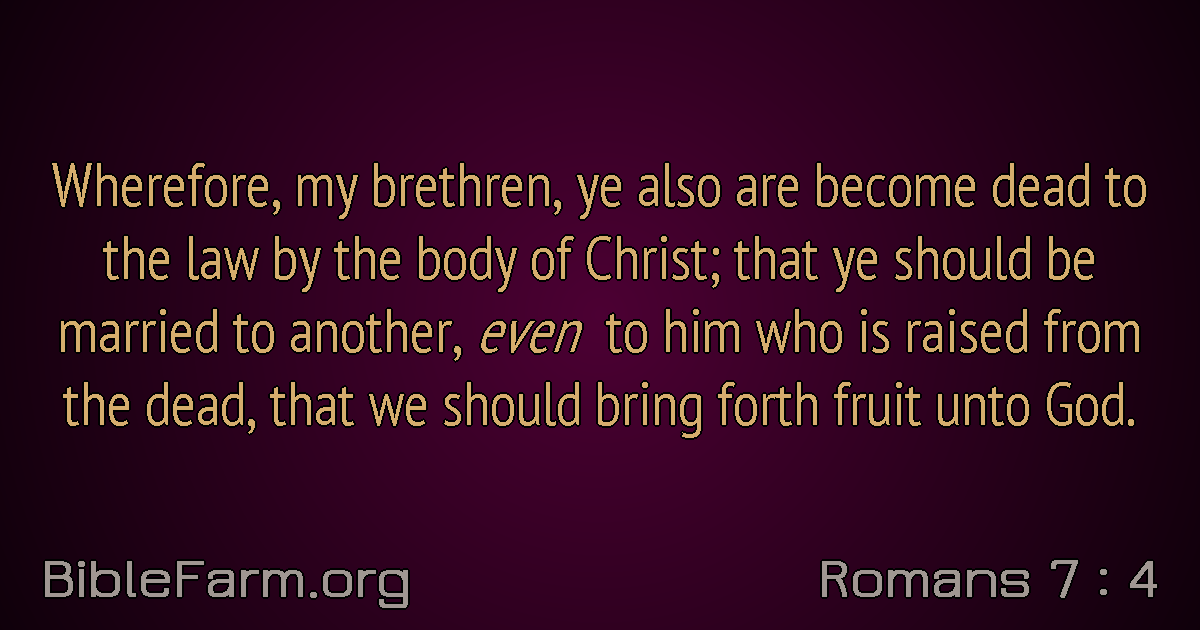 Wherefore, my brethren, ye also are become dead to
the law by the body of Christ; that ye should be
married to another, even to him who is raised from
the dead, that we should bring forth fruit unto God.
BibleFarm.org
Romans 7 : 4